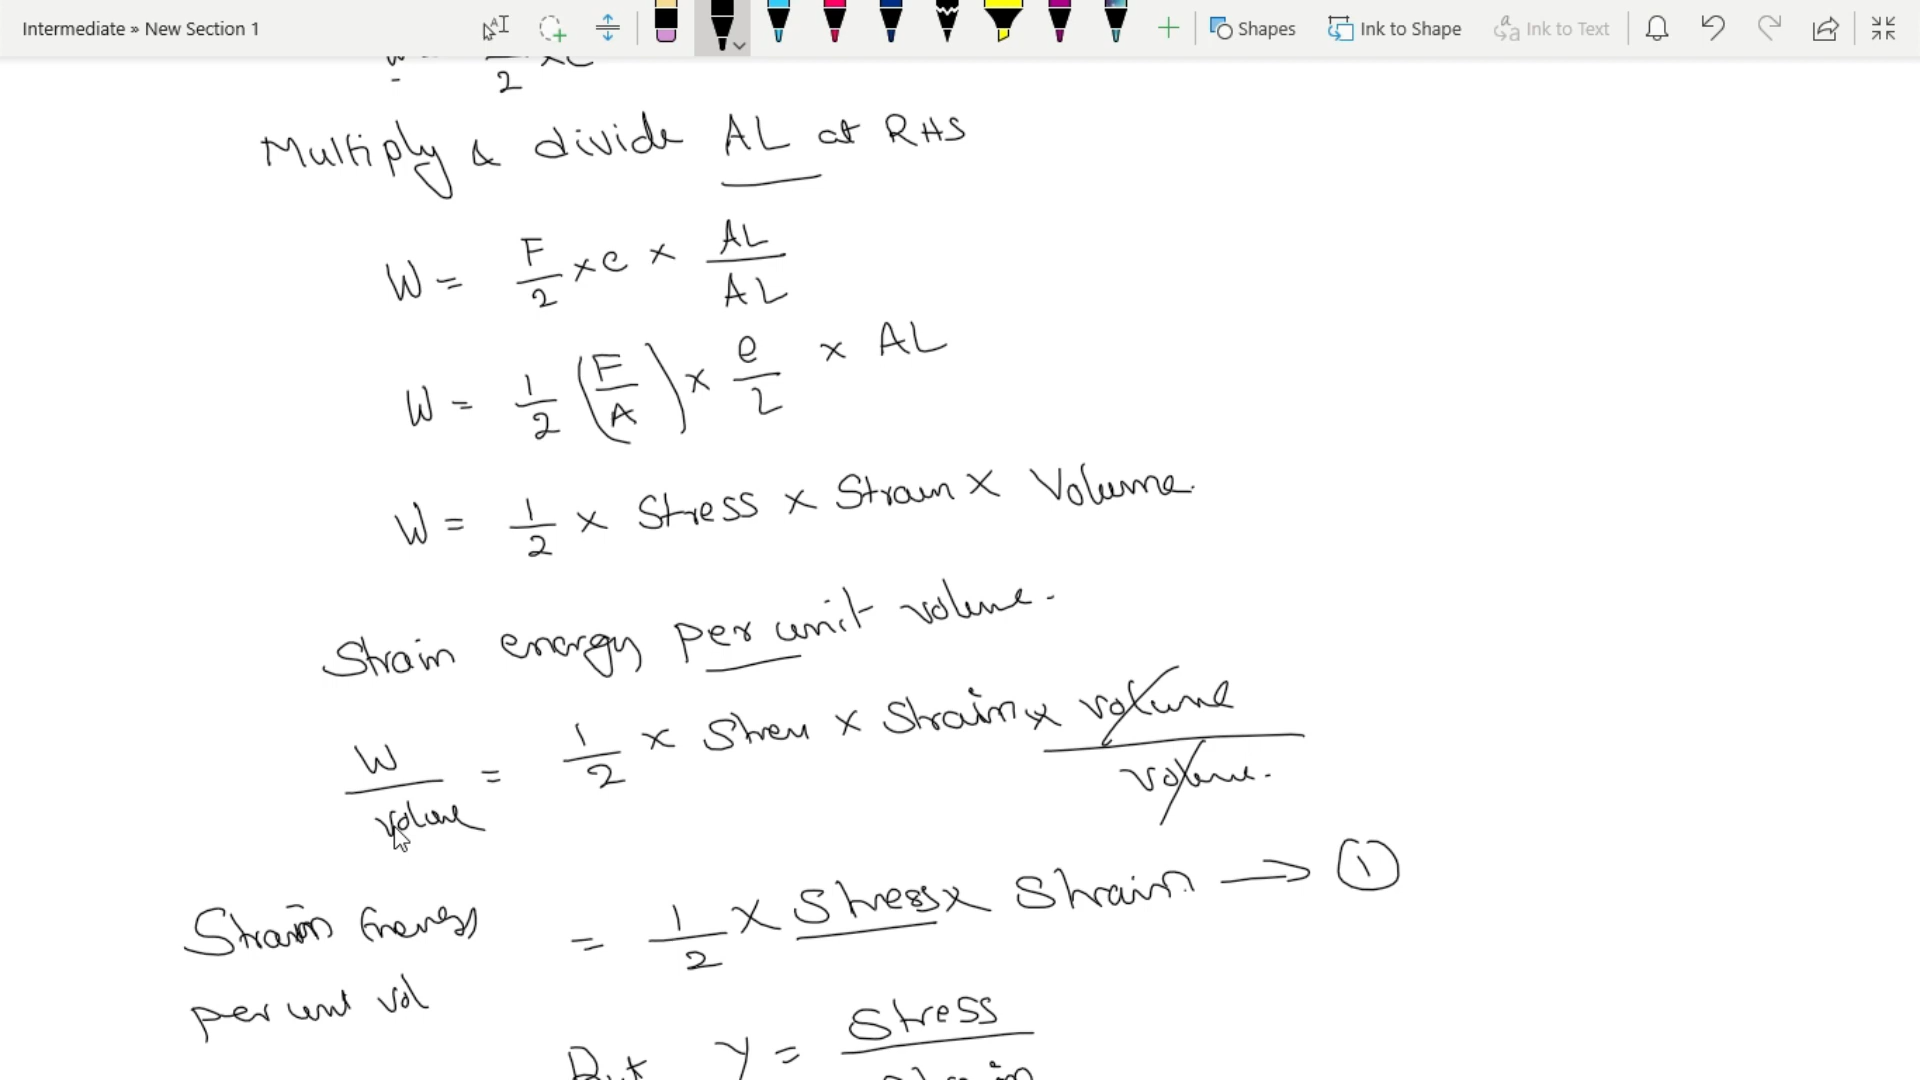 Intermediate » New Section 1
Shapes
Ink to Shape
Ink to Text
2
Multiply & divide AL at RHS
W = F/2 × e × AL/AL
W = 1/2 (F/A) × e/L × AL
W = 1/2 × Stress × Strain × Volume.
Strain energy per unit volume.
W/volume = 1/2 × Stress × Strain × volume/volume.
Strain Energy per unit vol = 1/2 × Stress × Strain → ①
But Y = Stress/Strain